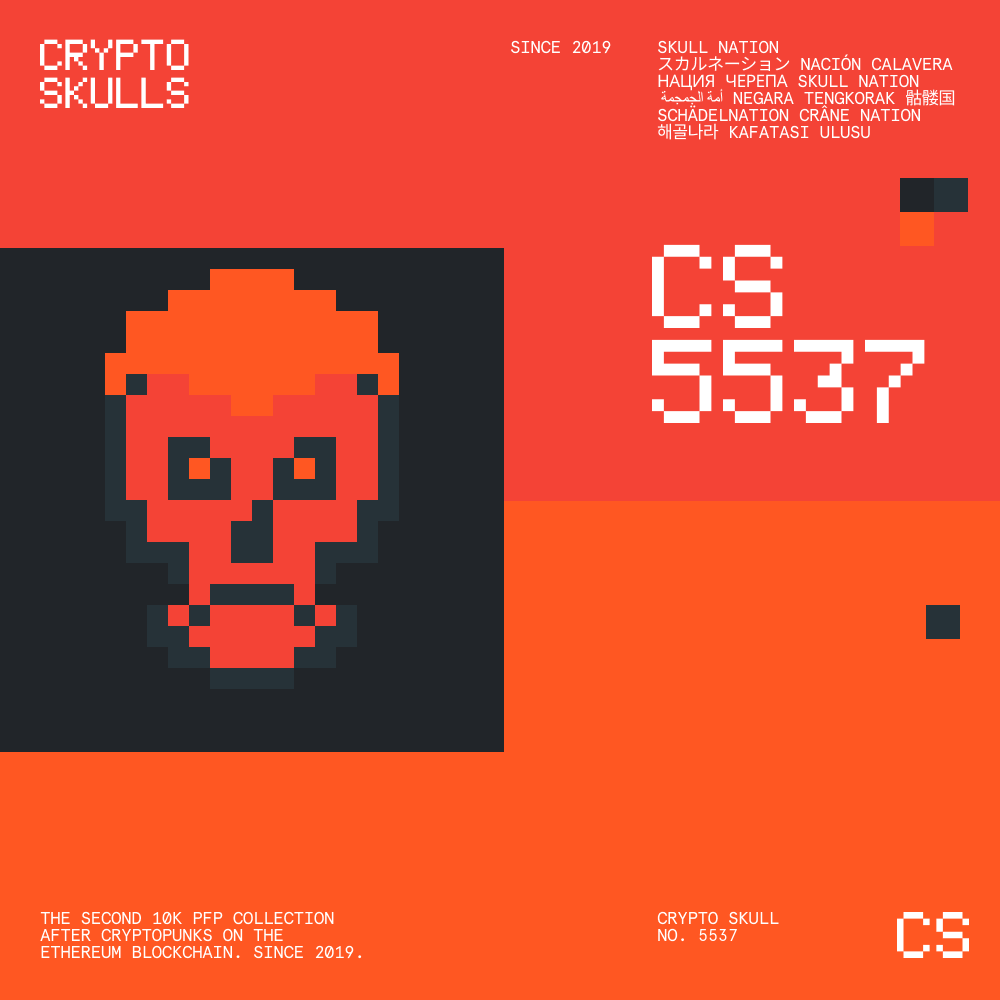 CRYPTO
SKULLS
SINCE 2019
SKULL NATION
スカルネーション NACIÓN CALAVERA
НАЦИЯ ЧЕРЕПА SKULL NATION
أمة الجمجمة NEGARA TENGKORAK 骷髅国
SCHÄDELNATION CRÂNE NATION
해골나라 KAFATASI ULUSU
CS
5537
THE SECOND 10K PFP COLLECTION
AFTER CRYPTOPUNKS ON THE
ETHEREUM BLOCKCHAIN. SINCE 2019.
CRYPTO SKULL
NO. 5537
CS